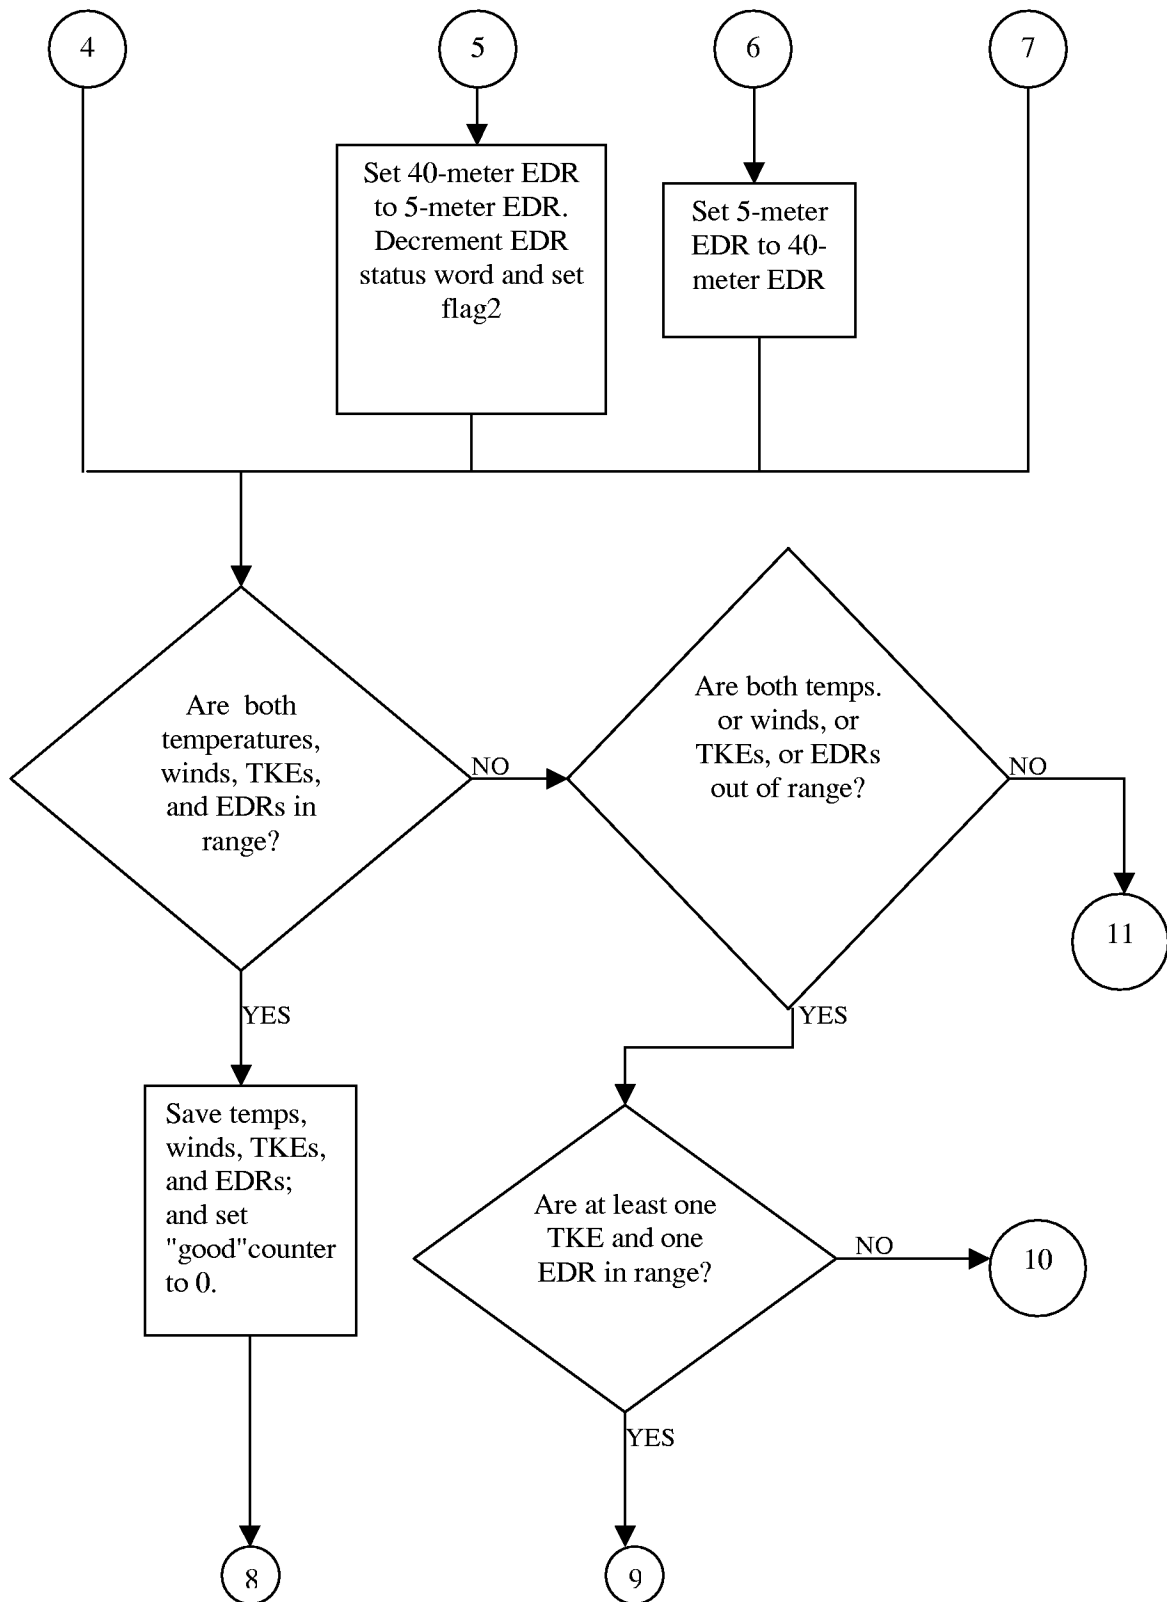 4
5
6
7
Set 40-meter EDR
to 5-meter EDR.
Decrement EDR
status word and set
flag2
Set 5-meter
EDR to 40-
meter EDR
Are both
temperatures,
winds, TKEs,
and EDRs in
range?
NO
Are both temps.
or winds, or
TKEs, or EDRs
out of range?
NO
11
YES
YES
Save temps,
winds, TKEs,
and EDRs;
and set
"good"counter
to 0.
Are at least one
TKE and one
EDR in range?
NO
10
YES
8
9